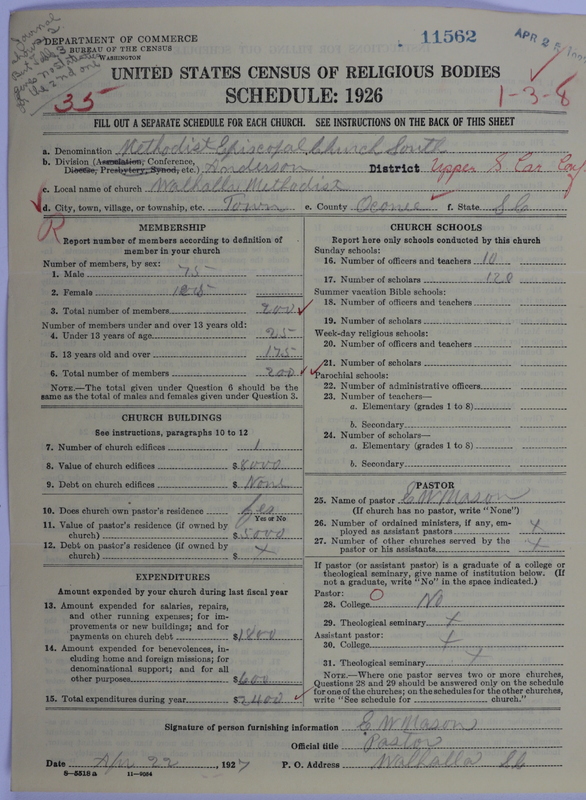 DEPARTMENT OF COMMERCE
BUREAU OF THE CENSUS
WASHINGTON
11562
APR 2
UNITED STATES CENSUS OF RELIGIOUS BODIES
SCHEDULE: 1926
35
1-3-8
FILL OUT A SEPARATE SCHEDULE FOR EACH CHURCH. SEE INSTRUCTIONS ON THE BACK OF THIS SHEET
a. Denomination Methodist Episcopal Church South
b. Division (Association, Conference, Diocese, Presbytery, Synod, etc.) Anderson District Upper S Car Conf
c. Local name of church Walhalla Methodist
d. City, town, village, or township, etc. Town e. County Oconee f. State S.C.
R
MEMBERSHIP
Report number of members according to definition of member in your church
Number of members, by sex:
1. Male 75
2. Female 125
3. Total number of members 200
Number of members under and over 13 years old:
4. Under 13 years of age 25
5. 13 years old and over 175
6. Total number of members 200
NOTE.—The total given under Question 6 should be the same as the total of males and females given under Question 3.
CHURCH BUILDINGS
See instructions, paragraphs 10 to 12
7. Number of church edifices 1
8. Value of church edifices $8000
9. Debt on church edifices $None
10. Does church own pastor's residence Yes
Yes or No
11. Value of pastor's residence (if owned by church) $5000
12. Debt on pastor's residence (if owned by church) $ x
EXPENDITURES
Amount expended by your church during last fiscal year
13. Amount expended for salaries, repairs, and other running expenses; for improvements or new buildings; and for payments on church debt $1800
14. Amount expended for benevolences, including home and foreign missions; for denominational support; and for all other purposes $600
15. Total expenditures during year $2400
CHURCH SCHOOLS
Report here only schools conducted by this church
Sunday schools:
16. Number of officers and teachers 10
17. Number of scholars 120
Summer vacation Bible schools:
18. Number of officers and teachers
19. Number of scholars
Week-day religious schools:
20. Number of officers and teachers
21. Number of scholars
Parochial schools:
22. Number of administrative officers
23. Number of teachers—
a. Elementary (grades 1 to 8)
b. Secondary
24. Number of scholars—
a. Elementary (grades 1 to 8)
b. Secondary
PASTOR
25. Name of pastor E W Mason
(If church has no pastor, write "None")
26. Number of ordained ministers, if any, employed as assistant pastors x
27. Number of other churches served by the pastor or his assistants x
If pastor (or assistant pastor) is a graduate of a college or theological seminary, give name of institution below. (If not a graduate, write "No" in the space indicated.)
Pastor: O
28. College No
29. Theological seminary x
Assistant pastor:
30. College x
31. Theological seminary x
NOTE.—Where one pastor serves two or more churches, Questions 28 and 29 should be answered only on the schedule for one of the churches; on the schedules for the other churches, write "See schedule for church."
Signature of person furnishing information E W Mason
Official title Pastor
Date Apr 22, 1927 P. O. Address Walhalla S.C.
8-5518a 11-9064